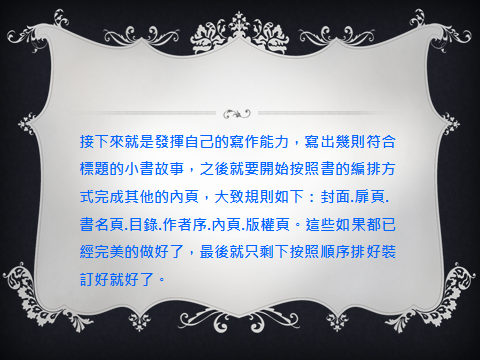 接下來就是發揮自己的寫作能力，寫出幾則符合
標題的小書故事，之後就要開始按照書的編排方
式完成其他的內頁，大致規則如下：封面.扉頁.
書名頁.目錄.作者序.內頁.版權頁。這些如果都已
經完美的做好了，最後就只剩下按照順序排好裝
訂好就好了。